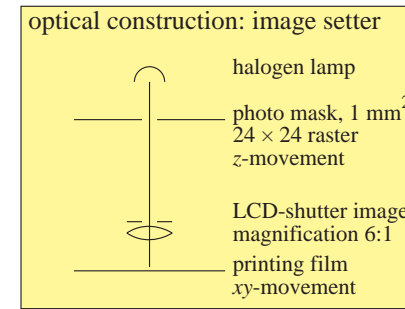 optical construction: image setter
halogen lamp
photo mask, 1 mm²
24 × 24 raster
z-movement
LCD-shutter image
magnification 6:1
printing film
xy-movement